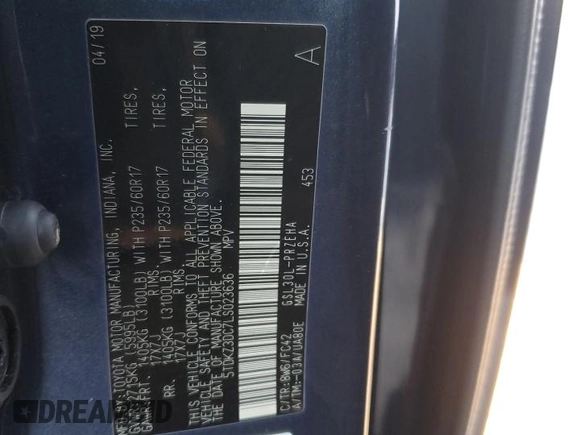 MFD BY: TOYOTA MOTOR MANUFACTURING, INDIANA, INC. 04/19
GVWR 2715KG (5995LB)
GAWR FRT. 1405KG (3100LB) WITH P235/60R17 TIRES,
17X7J RIMS,
RR. 1405KG (3100LB) WITH P235/60R17 TIRES,
17X7J RIMS,
THIS VEHICLE CONFORMS TO ALL APPLICABLE FEDERAL MOTOR
VEHICLE SAFETY AND THEFT PREVENTION STANDARDS IN EFFECT ON
THE DATE OF MANUFACTURE SHOWN ABOVE.
5TDKZ3DC7LS023636 MPV
C/TR:8W6/FC42 GSL30L-PRZEHA 453 A
A/TM:-03A/UA80E MADE IN U.S.A.
DREAMBID